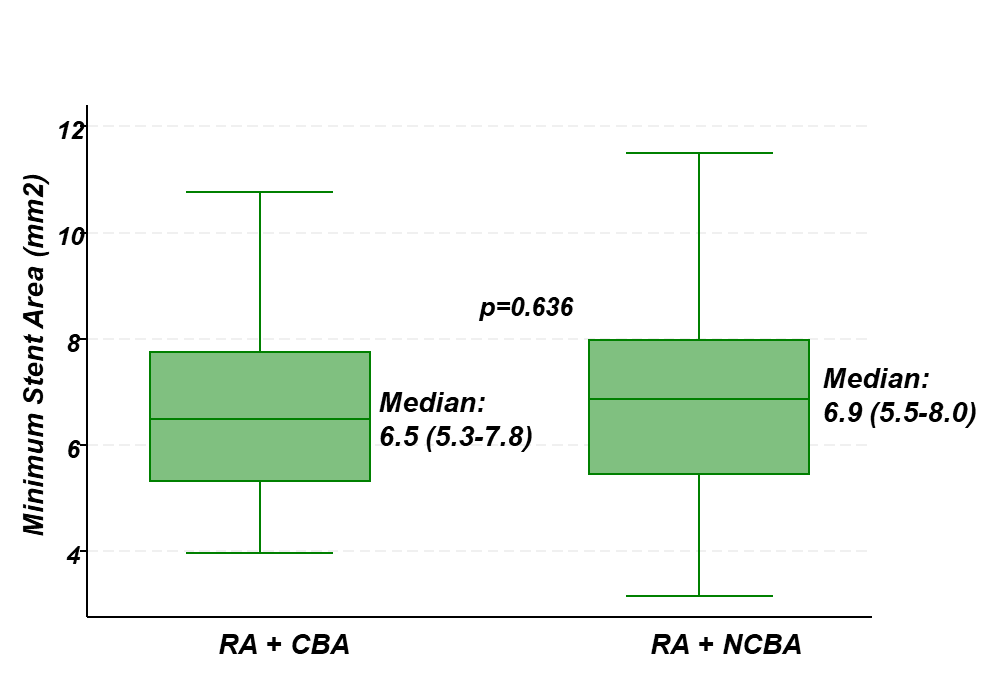 12
10
8
6
4
Minimum Stent Area (mm2)
p=0.636
Median:
6.5 (5.3-7.8)
Median:
6.9 (5.5-8.0)
RA + CBA
RA + NCBA